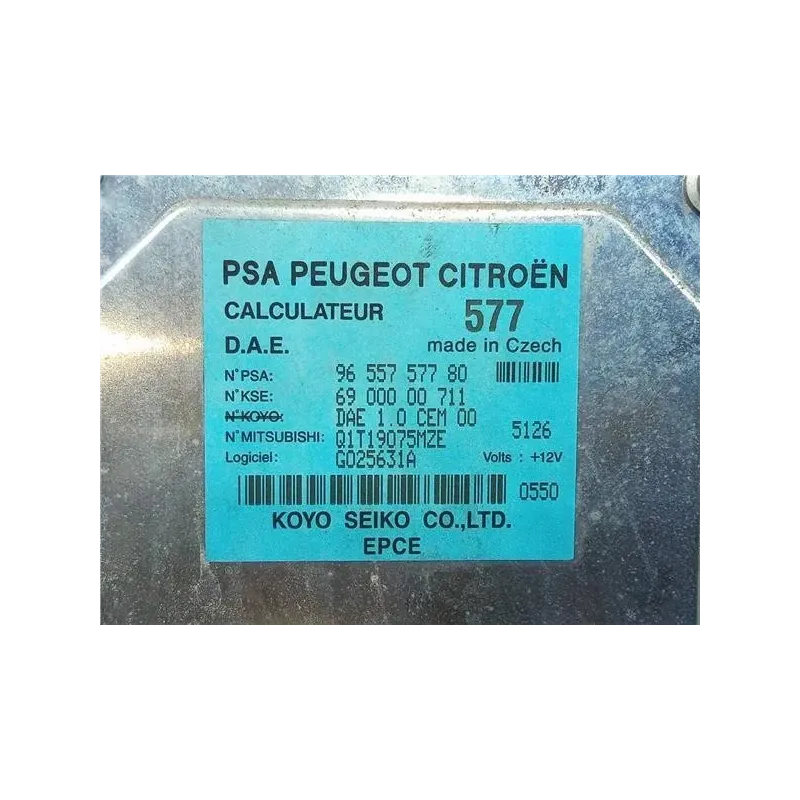 PSA PEUGEOT CITROËN
CALCULATEUR 577
D.A.E. made in Czech
N°PSA: 96 557 577 80
N°KSE: 69 000 00 711
N°KOYO: DAE 1.0 CEM 00
N°MITSUBISHI: Q1T19075MZE 5126
Logiciel: G025631A Volts : +12V
0550
KOYO SEIKO CO.,LTD.
EPCE